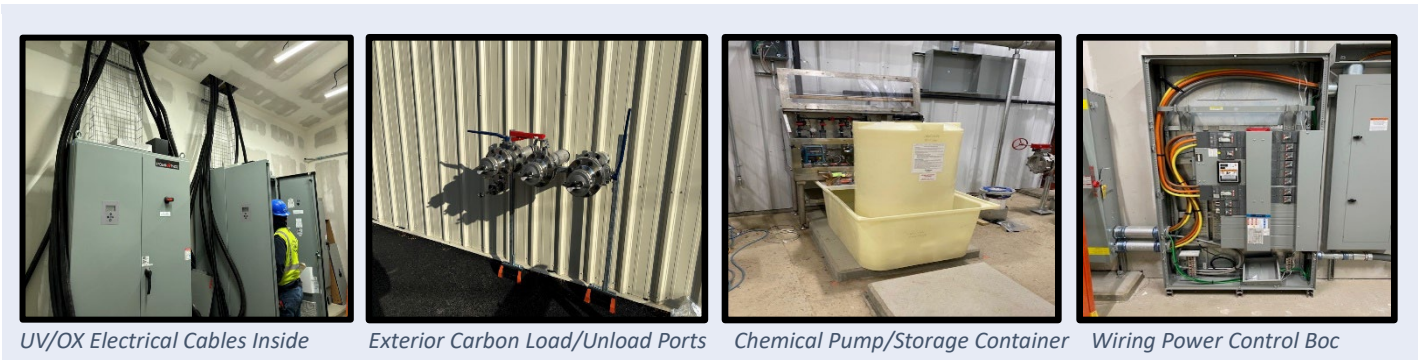 UV/OX Electrical Cables Inside
Exterior Carbon Load/Unload Ports
Chemical Pump/Storage Container
Wiring Power Control Boc